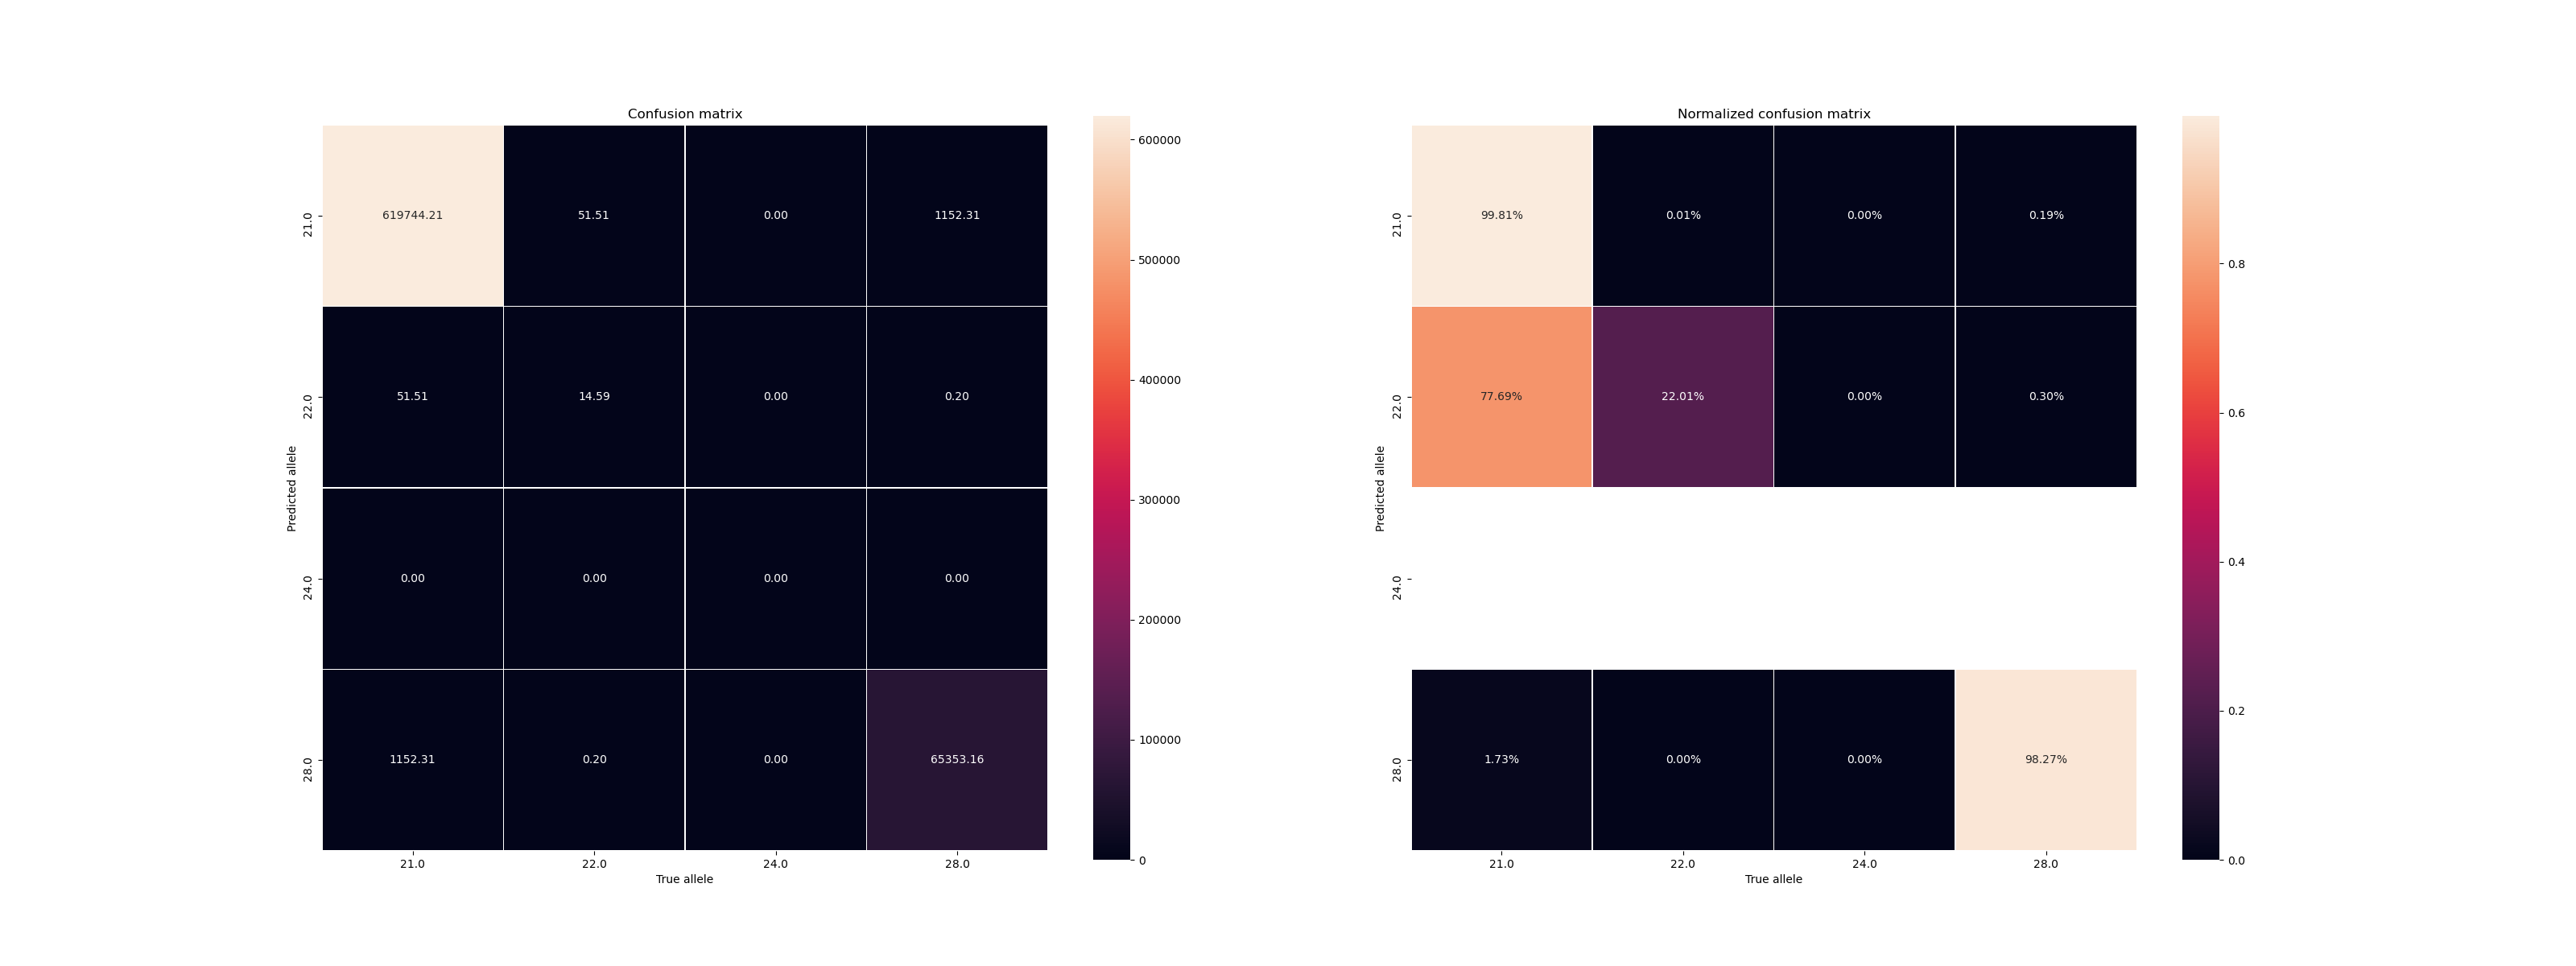 Confusion matrix
619744.21 51.51 0.00 1152.31
51.51 14.59 0.00 0.20
0.00 0.00 0.00 0.00
1152.31 0.20 0.00 65353.16
21.0
22.0
24.0
28.0
Predicted allele
21.0 22.0 24.0 28.0
True allele
600000
500000
400000
300000
200000
100000
0
Normalized confusion matrix
99.81% 0.01% 0.00% 0.19%
77.69% 22.01% 0.00% 0.30%
1.73% 0.00% 0.00% 98.27%
21.0
22.0
24.0
28.0
Predicted allele
21.0 22.0 24.0 28.0
True allele
0.8
0.6
0.4
0.2
0.0